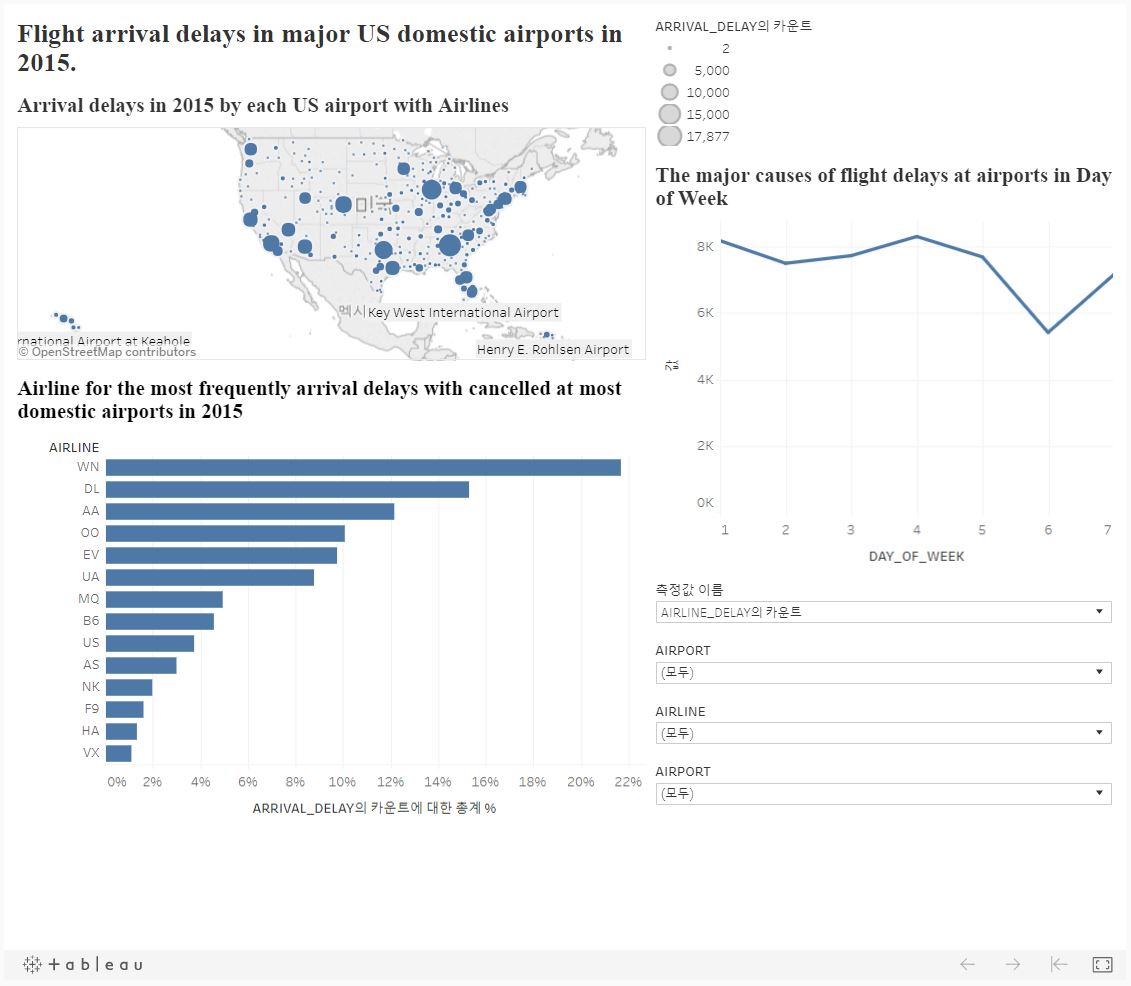 Flight arrival delays in major US domestic airports in
2015.
Arrival delays in 2015 by each US airport with Airlines
미국
멕시
Key West International Airport
rnational Airport at Keahole
© OpenStreetMap contributors
Henry E. Rohlsen Airport
Airline for the most frequently arrival delays with cancelled at most
domestic airports in 2015
AIRLINE
WN
DL
AA
OO
EV
UA
MQ
B6
US
AS
NK
F9
HA
VX
0% 2% 4% 6% 8% 10% 12% 14% 16% 18% 20% 22%
ARRIVAL_DELAY의 카운트에 대한 총계 %
ARRIVAL_DELAY의 카운트
2
5,000
10,000
15,000
17,877
The major causes of flight delays at airports in Day
of Week
8K
6K
값
4K
2K
0K
1 2 3 4 5 6 7
DAY_OF_WEEK
측정값 이름
AIRLINE_DELAY의 카운트
AIRPORT
(모두)
AIRLINE
(모두)
AIRPORT
(모두)
+ableau